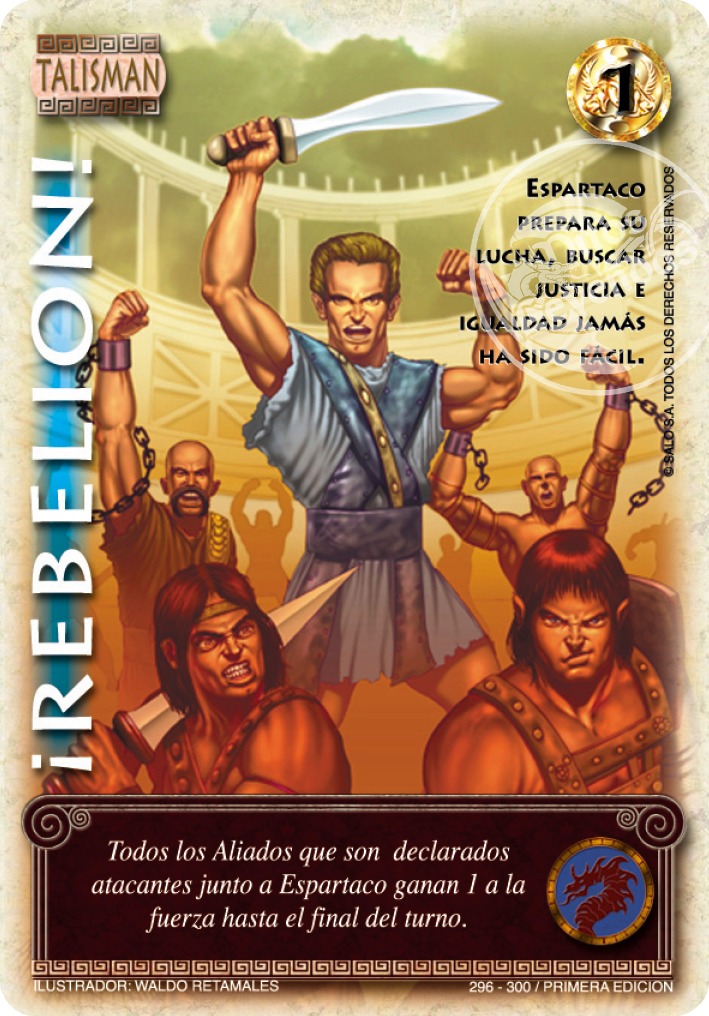 TALISMAN
1
¡REBELION!
ESPARTACO
PREPARA SU
LUCHA, BUSCAR
JUSTICIA E
IGUALDAD JAMÁS
HA SIDO FÁCIL.
© SALO S.A. TODOS LOS DERECHOS RESERVADOS
Todos los Aliados que son declarados
atacantes junto a Espartaco ganan 1 a la
fuerza hasta el final del turno.
ILUSTRADOR: WALDO RETAMALES
296 - 300 / PRIMERA EDICION